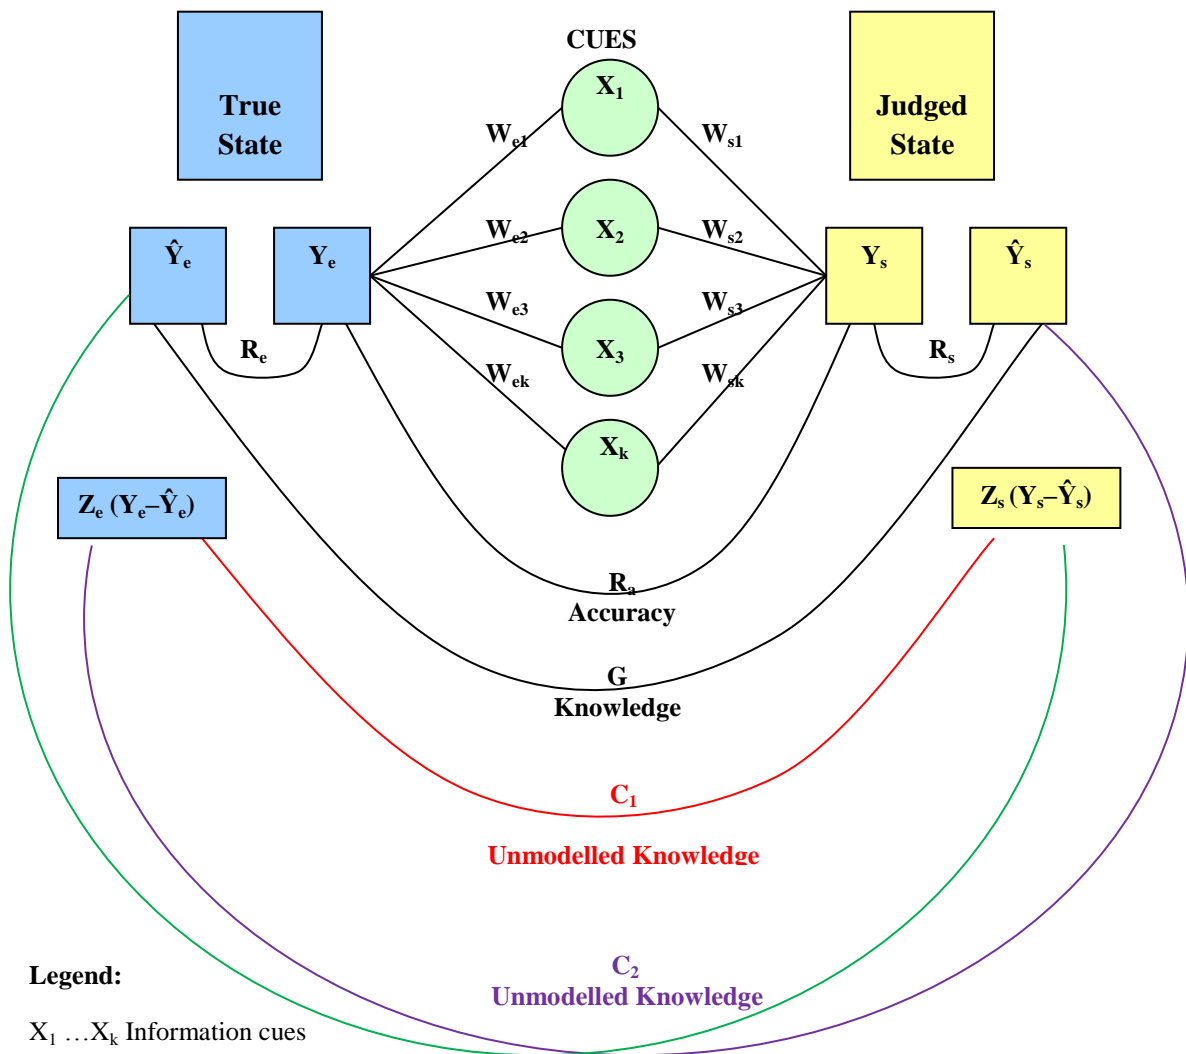 CUES
True
State
Judged
State
X₁
Wₑ₁
Wₛ₁
X₂
Wₑ₂
Wₛ₂
Ŷₑ
Yₑ
Yₛ
Ŷₛ
Wₑ₃
Wₛ₃
X₃
Rₑ
Rₛ
Wₑₖ
Wₛₖ
Xₖ
Zₑ (Yₑ–Ŷₑ)
Zₛ (Yₛ–Ŷₛ)
Rₐ
Accuracy
G
Knowledge
C₁
Unmodelled Knowledge
C₂
Unmodelled Knowledge
Legend:
X₁ …Xₖ Information cues